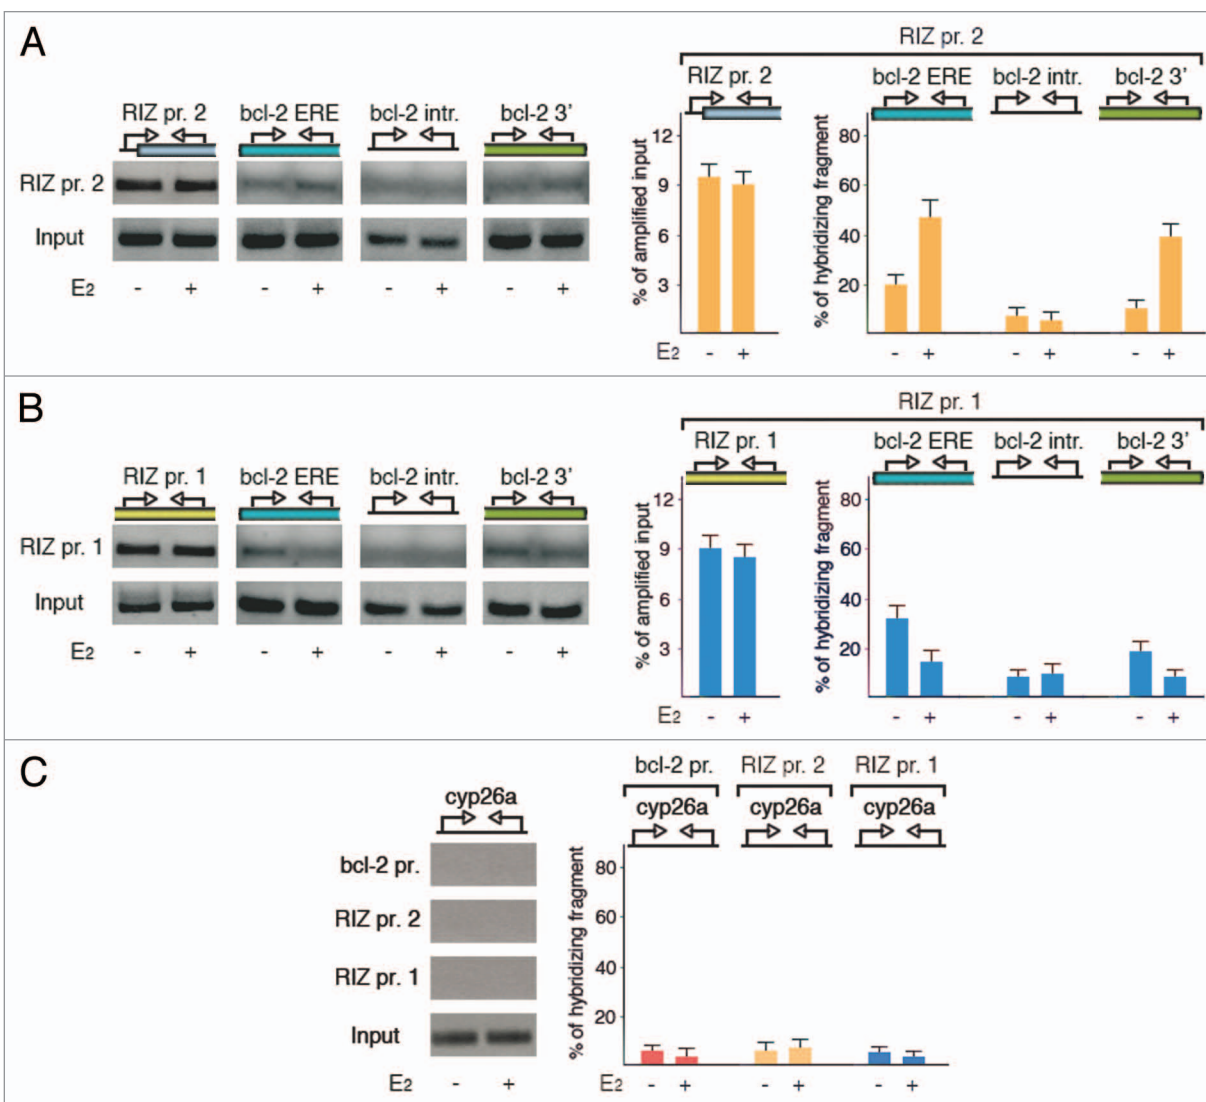 A
RIZ pr. 2
RIZ pr. 2 bcl-2 ERE bcl-2 intr. bcl-2 3'
RIZ pr. 2
Input
E2 - + - + - + - +
RIZ pr. 2 bcl-2 ERE bcl-2 intr. bcl-2 3'
% of amplified input
12
9
6
3
% of hybridizing fragment
80
60
40
20
E2 - + - + - + - +
B
RIZ pr. 1
RIZ pr. 1 bcl-2 ERE bcl-2 intr. bcl-2 3'
RIZ pr. 1
Input
E2 - + - + - + - +
RIZ pr. 1 bcl-2 ERE bcl-2 intr. bcl-2 3'
% of amplified input
12
9
6
3
% of hybridizing fragment
80
60
40
20
E2 - + - + - + - +
C
cyp26a
bcl-2 pr.
RIZ pr. 2
RIZ pr. 1
Input
E2 - +
bcl-2 pr. RIZ pr. 2 RIZ pr. 1
cyp26a cyp26a cyp26a
% of hybridizing fragment
80
60
40
20
E2 - + - + - +